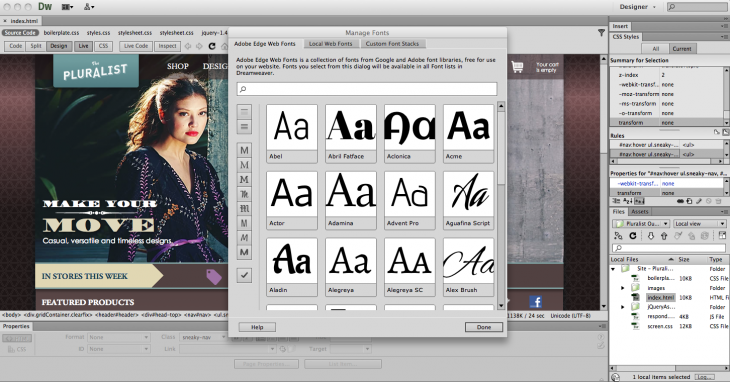 Dw
Designer
index.html
Source Code boilerplate.css styles.css stylesheet.css jquery-1.4
Code Split Design Live CSS Live Code Inspect
The
PLURALIST
SHOP DESIG
Your cart
is empty
MAKE YOUR
MOVE
Casual, versatile and timeless designs.
IN STORES THIS WEEK
FEATURED PRODUCTS
Manage Fonts
Adobe Edge Web Fonts Local Web Fonts Custom Font Stacks
Adobe Edge Web Fonts is a collection of fonts from Google and Adobe font libraries, free for use
on your website. Fonts you select from this dialog will be available in all Font lists in
Dreamweaver.
Aa Aa Aa Aa
Abel Abril Fatface Aclonica Acme
Aa Aa Aa Aa
Actor Adamina Advent Pro Aguafina Script
Aa Aa AA Aa
Aladin Alegreya Alegreya SC Alex Brush
Help Done
<body> <div.gridContainer.clearfix> <header#header> <div#head-top> <nav#nav> <ul.s
1138K / 24 sec Unicode (UTF-8)
Properties
Format None Class sneaky-nav
ID None Link Target
Page Properties... List Item...
Insert
CSS Styles
All Current
Summary for Selection
z-index 2
-webkit-transform none
-moz-transform none
-ms-transform none
-o-transform none
transform none
Rules
#nav:hover ul.sneaky-... <ul>
#nav:hover ul.sneaky-... <ul>
Properties for "#nav:hover ul.sneaky-nav, #
-webkit-transf... none
transform none
Files Assets
Pluralist Ou... Local view
Local Files Size Type
Site - Plurali... Folder
boilerpla... 10KB CSS File
images Folder
index.html 10KB HTML Fi
jQueryAs... Folder
respond.... 4KB JS File
screen.css 12KB CSS File
1 local items selected Log...